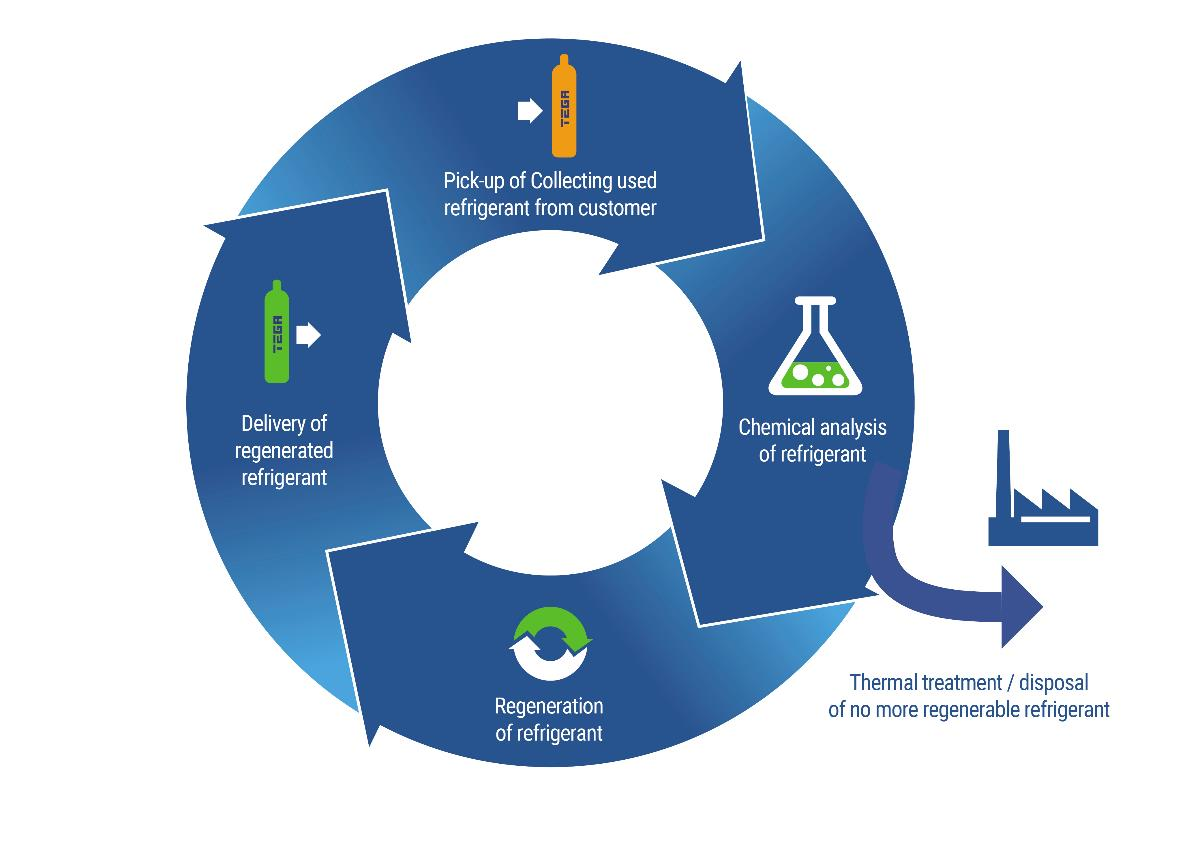 TEGA
Pick-up of Collecting used
refrigerant from customer
Chemical analysis
of refrigerant
Thermal treatment / disposal
of no more regenerable refrigerant
Regeneration
of refrigerant
TEGA
Delivery of
regenerated
refrigerant